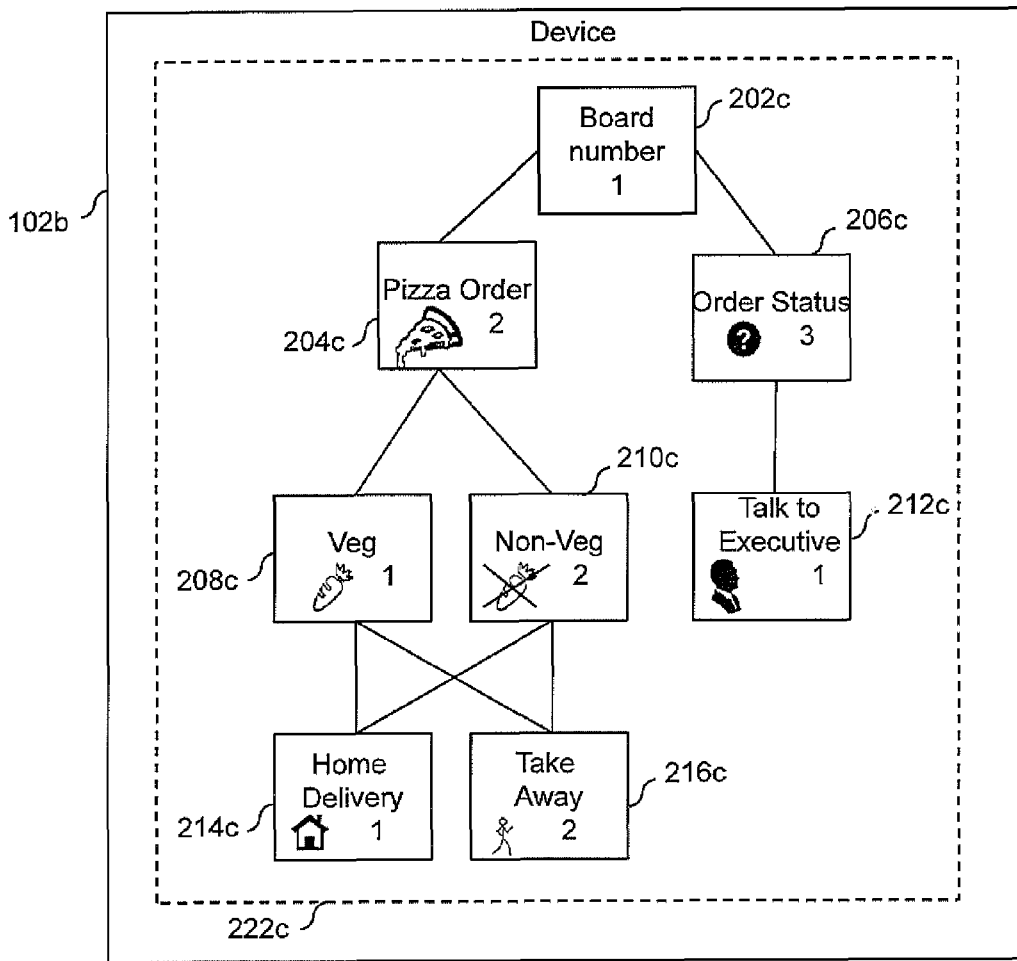 Device
Board
number
1
202c
102b
206c
Pizza Order
2
204c
Order Status
? 3
210c
Veg
1
208c
Non-Veg
2
Talk to
Executive
1
212c
Home
Delivery
1
214c
Take
Away
2
216c
222c